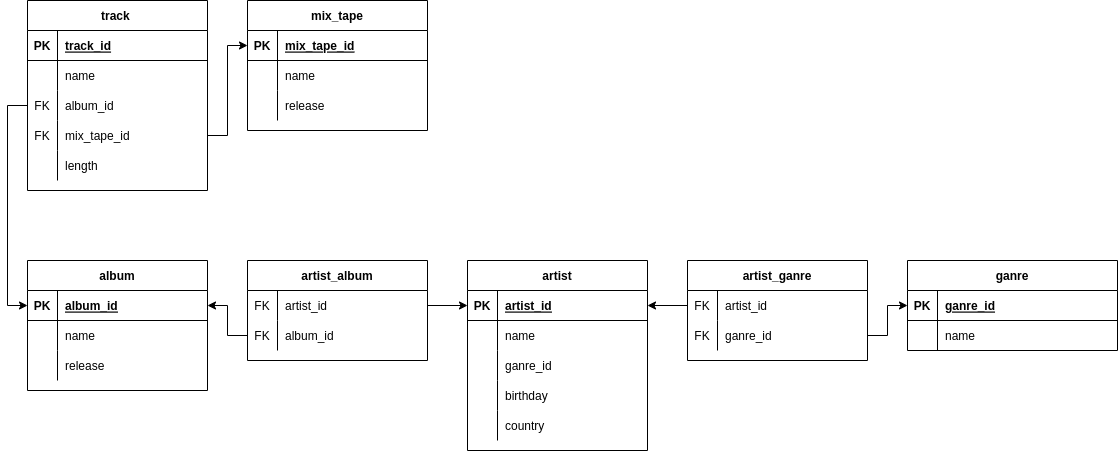 track
PK track_id
name
FK album_id
FK mix_tape_id
length
mix_tape
PK mix_tape_id
name
release
album
PK album_id
name
release
artist_album
FK artist_id
FK album_id
artist
PK artist_id
name
ganre_id
birthday
country
artist_ganre
FK artist_id
FK ganre_id
ganre
PK ganre_id
name